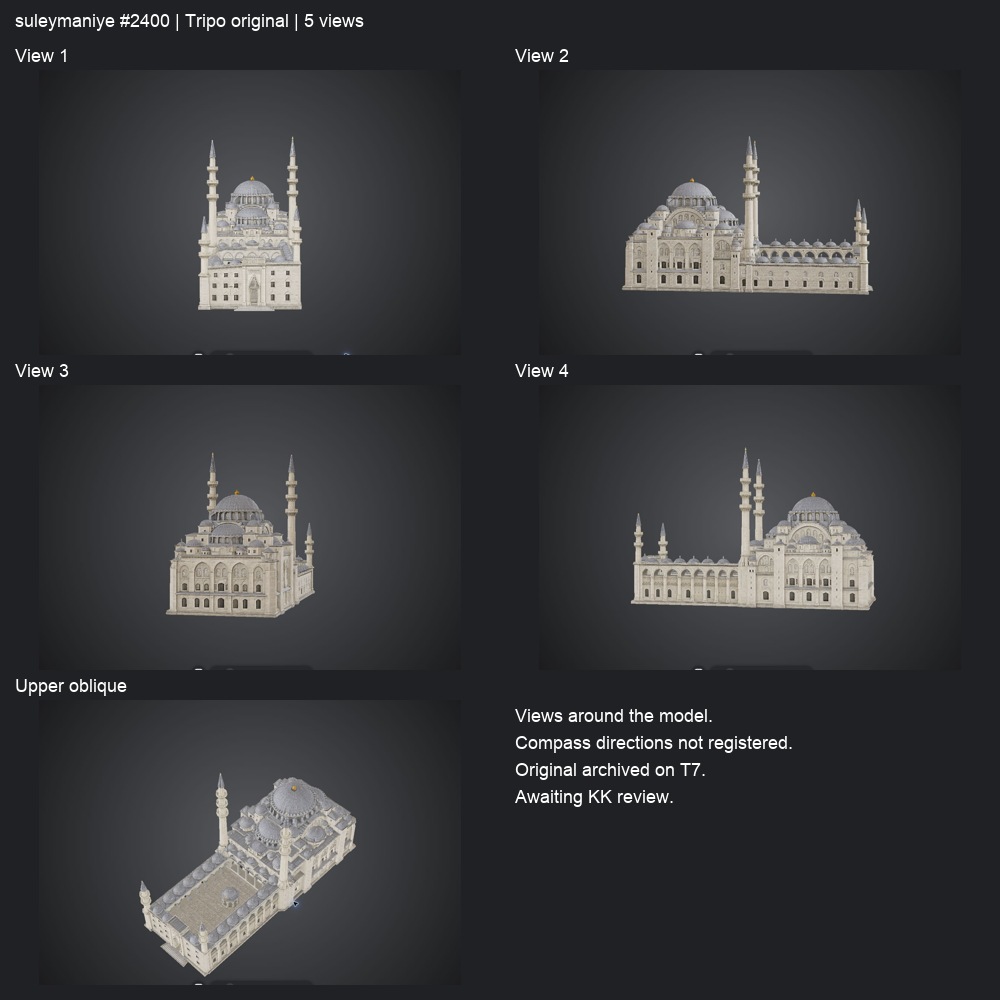 suleymaniye #2400 | Tripo original | 5 views
View 1
View 2
View 3
View 4
Upper oblique
Views around the model.
Compass directions not registered.
Original archived on T7.
Awaiting KK review.